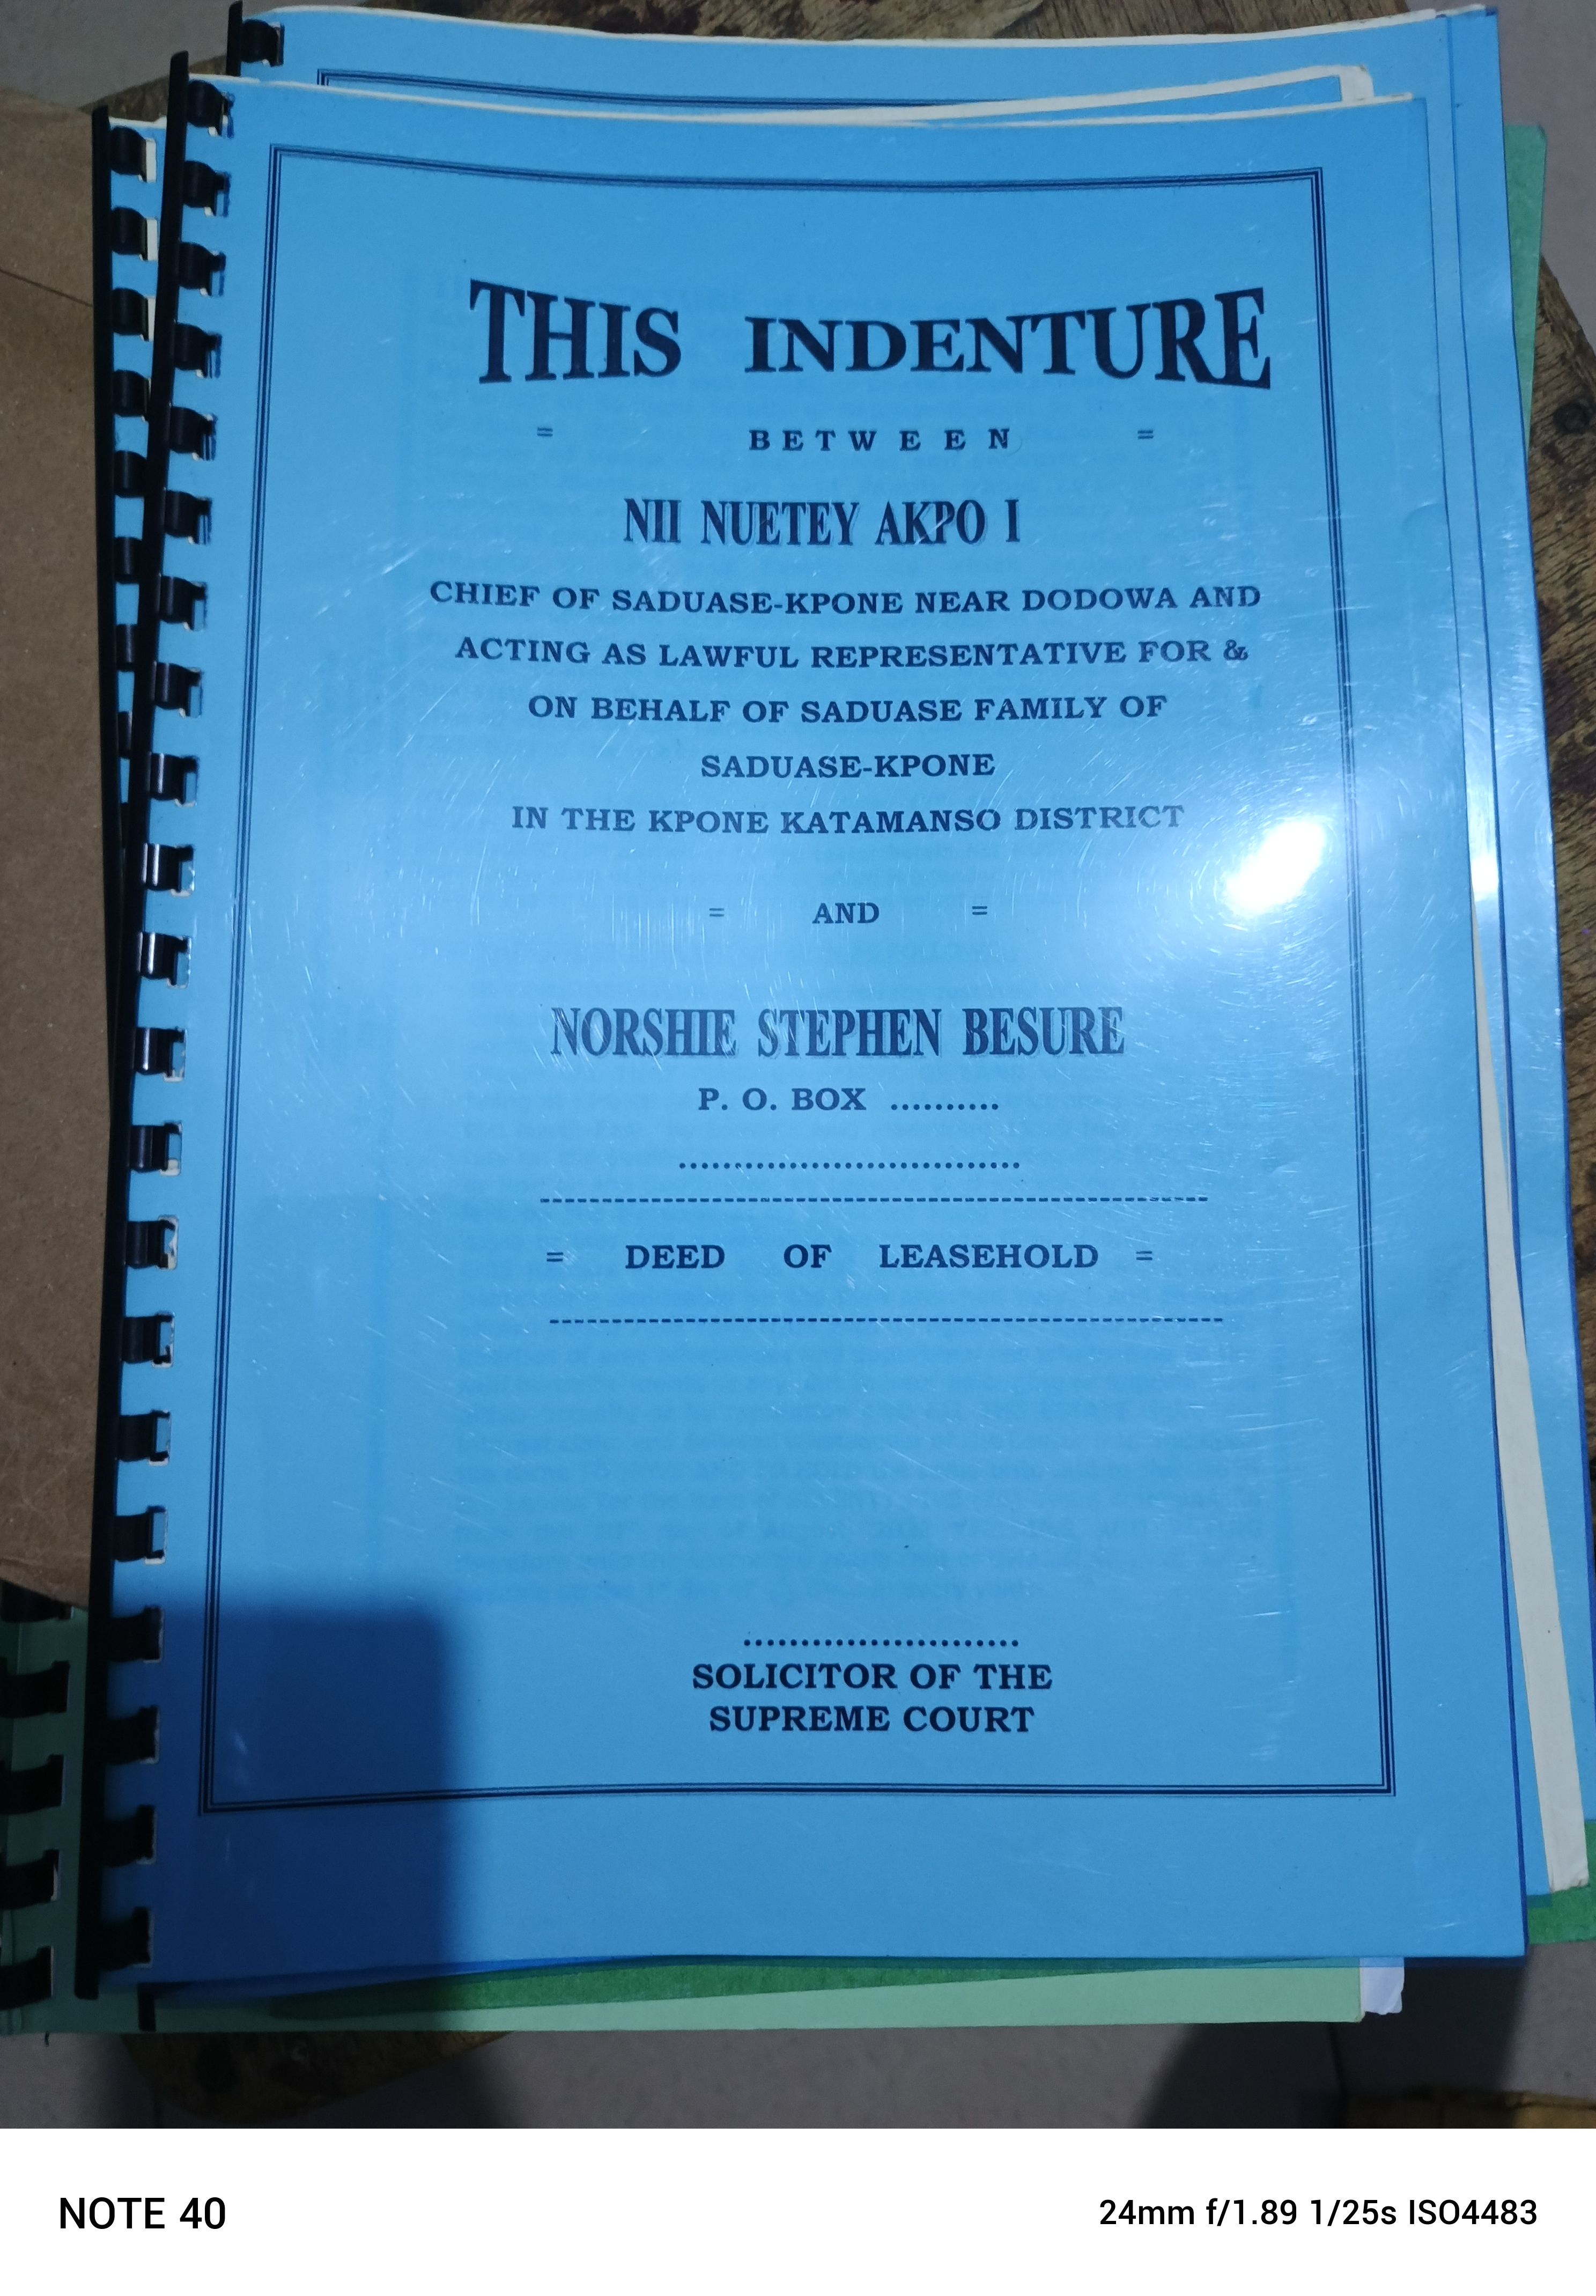 THIS INDENTURE
= BETWEEN =
NII NUETEY AKPO I
CHIEF OF SADUASE-KPONE NEAR DODOWA AND
ACTING AS LAWFUL REPRESENTATIVE FOR &
ON BEHALF OF SADUASE FAMILY OF
SADUASE-KPONE
IN THE KPONE KATAMANSO DISTRICT
= AND =
NORSHIE STEPHEN BESURE
P. O. BOX ..........
..............................
= DEED OF LEASEHOLD =
........................
SOLICITOR OF THE
SUPREME COURT
NOTE 40
24mm f/1.89 1/25s ISO4483